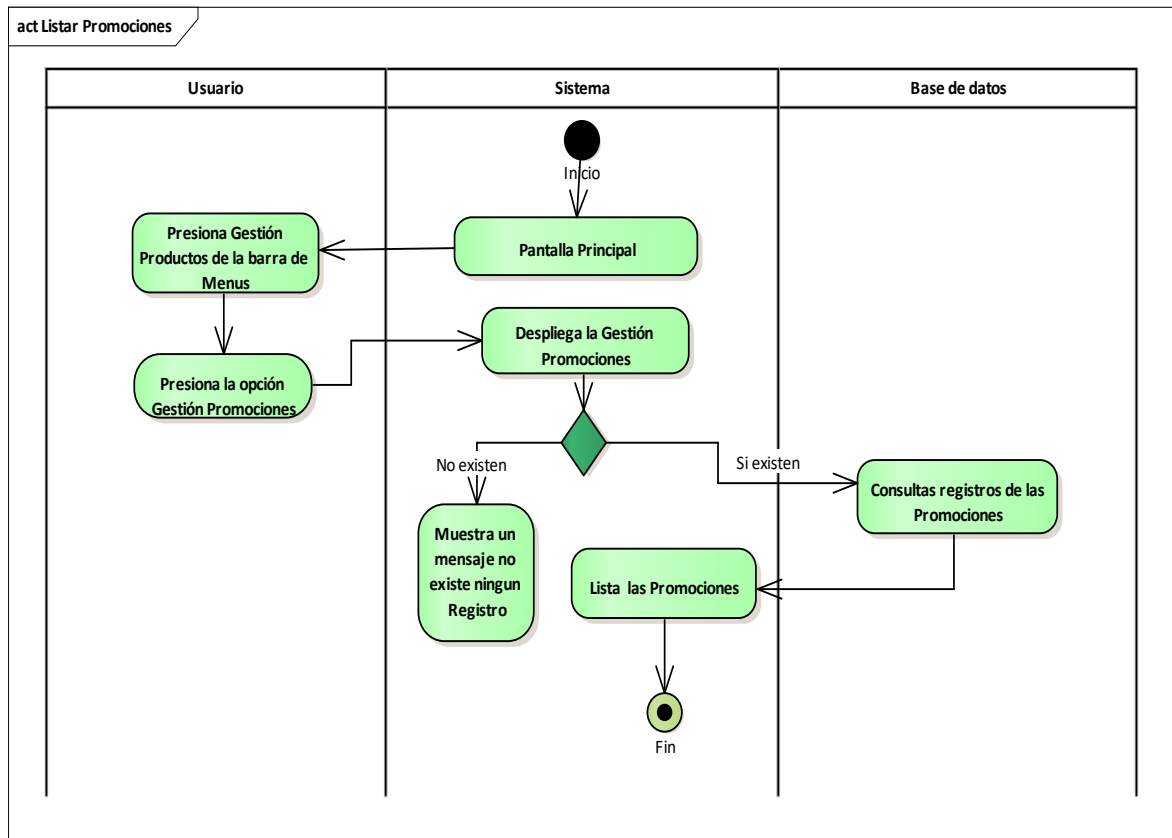 act Listar Promociones
Usuario
Sistema
Base de datos
Inicio
Presiona Gestión
Productos de la barra de
Menus
Pantalla Principal
Despliega la Gestión
Promociones
Presiona la opción
Gestión Promociones
No existen
Si existen
Consultas registros de las
Promociones
Muestra un
mensaje no
existe ningun
Registro
Lista las Promociones
Fin